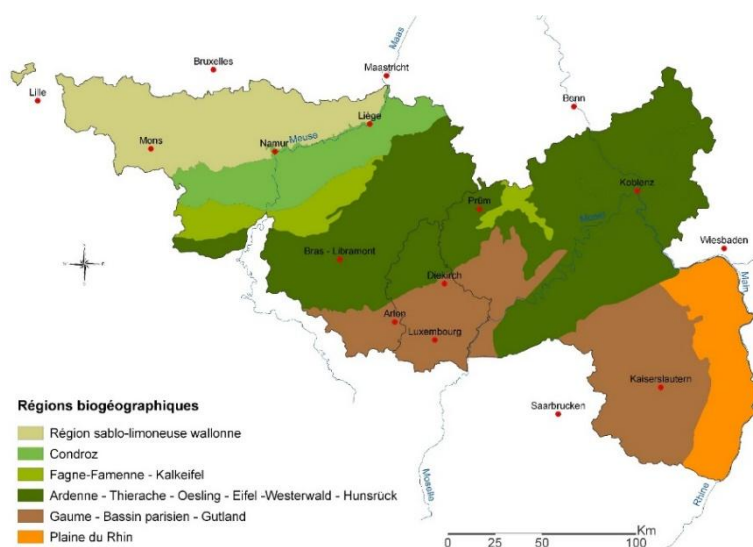 Bruxelles
Maas
Maastricht
Lille
Bonn
Liége
Mons
Namur
Meuse
Koblenz
Prüm
Mosel
Wiesbaden
Main
Bras - Libramont
Diekirch
Arlon
Luxembourg
Kaiserslautern
Saarbrucken
Moselle
Rhine
Régions biogéographiques
Région sablo-limoneuse wallonne
Condroz
Fagne-Famenne - Kalkeifel
Ardenne - Thierache - Oesling - Eifel -Westerwald - Hunsrück
Gaume - Bassin parisien - Gutland
Plaine du Rhin
Km
0 25 50 100